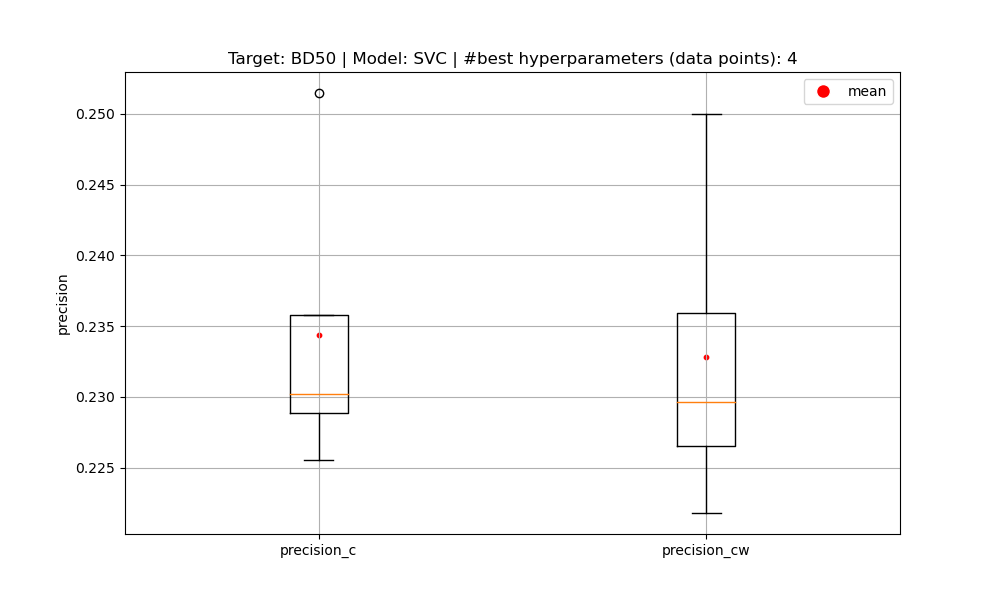 Target: BD50 | Model: SVC | #best hyperparameters (data points): 4
mean
0.250
0.245
0.240
0.235
0.230
0.225
precision
precision_c
precision_cw